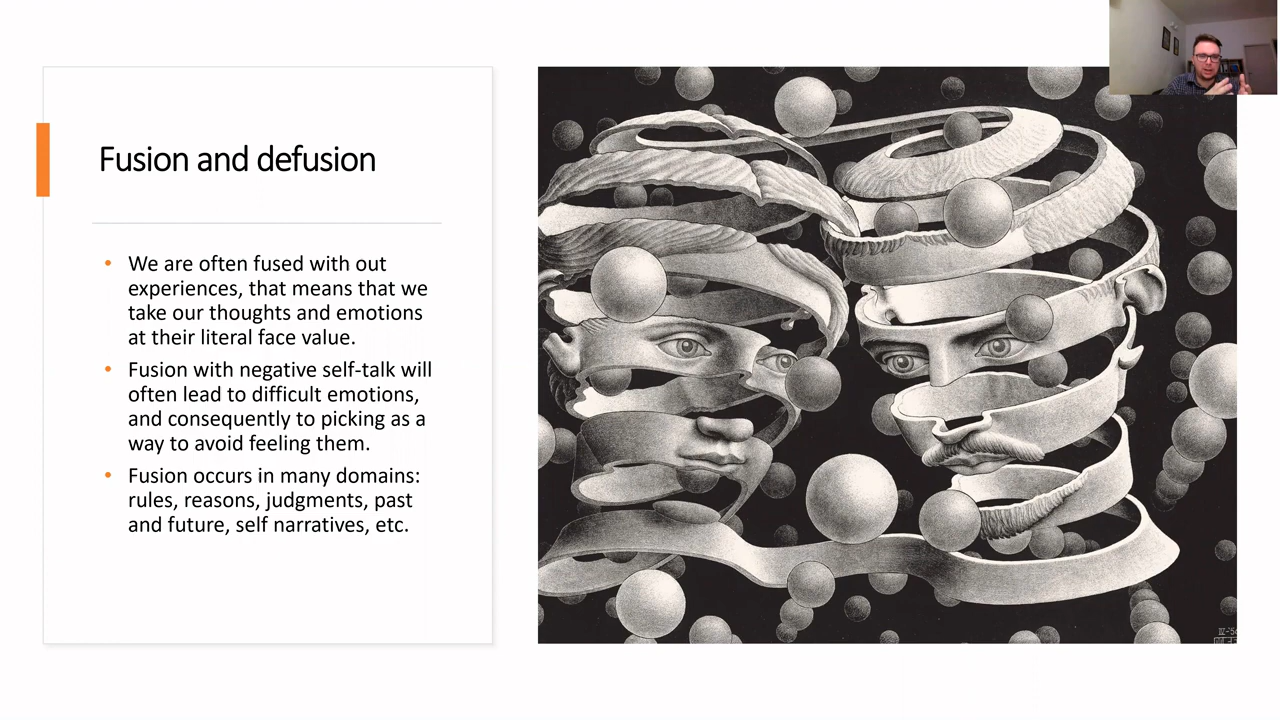 Fusion and defusion
• We are often fused with out
experiences, that means that we
take our thoughts and emotions
at their literal face value.
• Fusion with negative self-talk will
often lead to difficult emotions,
and consequently to picking as a
way to avoid feeling them.
• Fusion occurs in many domains:
rules, reasons, judgments, past
and future, self narratives, etc.